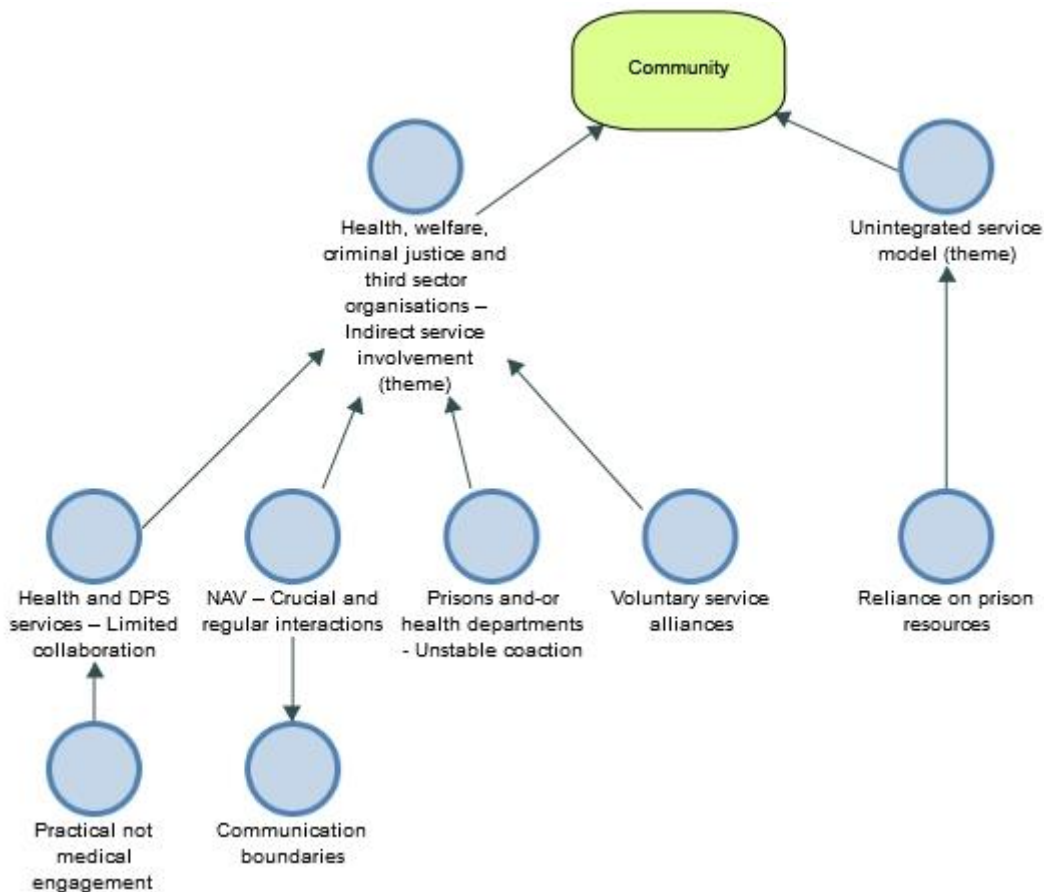 Community
Health, welfare,
criminal justice and
third sector
organisations –
Indirect service
involvement
(theme)
Unintegrated service
model (theme)
Health and DPS
services – Limited
collaboration
NAV – Crucial and
regular interactions
Prisons and-or
health departments
- Unstable coaction
Voluntary service
alliances
Reliance on prison
resources
Practical not
medical
engagement
Communication
boundaries